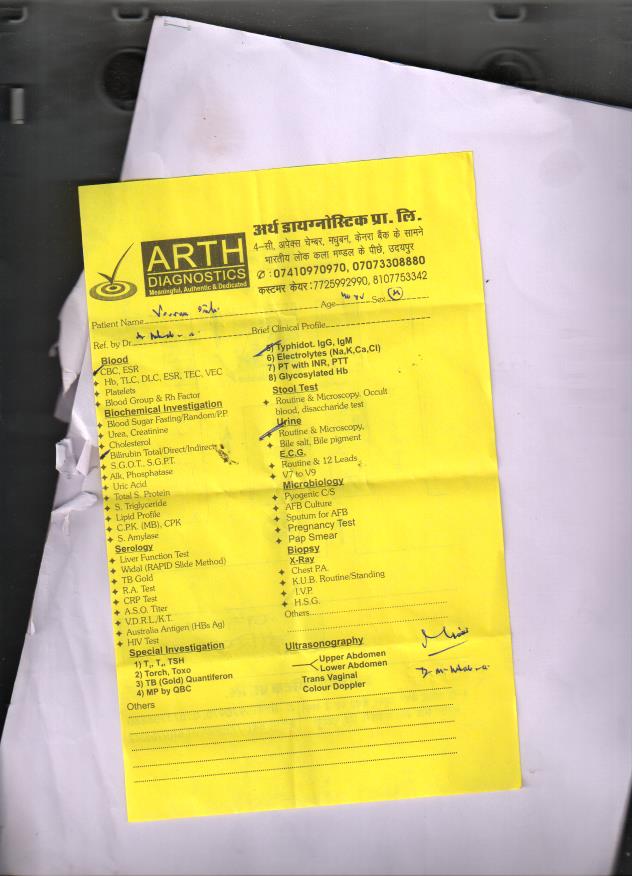 अर्थ डायग्नोस्टिक प्रा. लि.
4-सी, अपेक्स चेम्बर, मधुबन, केनरा बैंक के सामने
भारतीय लोक कला मण्डल के पीछे, उदयपुर
✆ : 07410970970, 07073308880
कस्टमर केयर : 7725992990, 8107753342
ARTH
DIAGNOSTICS
Meaningful, Authentic & Dedicated
Patient Name
Age Sex M
Ref. by Dr.
Brief Clinical Profile
Blood
CBC, ESR
Hb, TLC, DLC, ESR, TEC, VEC
Platelets
Blood Group & Rh Factor
Biochemical Investigation
Blood Sugar Fasting/Random/P.P.
Urea, Creatinine
Cholesterol
Bilirubin Total/Direct/Indirect
S.G.O.T., S.G.P.T.
Alk, Phosphatase
Uric Acid
Total S. Protein
S. Triglyceride
Lipid Profile
C.P.K. (MB), CPK
S. Amylase
Serology
Liver Function Test
Widal (RAPID Slide Method)
TB Gold
R.A. Test
CRP Test
A.S.O. Titer
V.D.R.L./K.T.
Australia Antigen (HBs Ag)
HIV Test
Special Investigation
1) T₃, T₄, TSH
2) Torch, Toxo
3) TB (Gold) Quantiferon
4) MP by QBC
Others
5) Typhidot. IgG, IgM
6) Electrolytes (Na,K,Ca,Cl)
7) PT with INR, PTT
8) Glycosylated Hb
Stool Test
Routine & Microscopy. Occult
blood, disaccharide test
Urine
Routine & Microscopy,
Bile salt, Bile pigment
E.C.G.
Routine & 12 Leads
V7 to V9
Microbiology
Pyogenic C/S
AFB Culture
Sputum for AFB
Pregnancy Test
Pap Smear
Biopsy
X-Ray
Chest P.A.
K.U.B. Routine/Standing
I.V.P.
H.S.G.
Others
Ultrasonography
Upper Abdomen
Lower Abdomen
Trans Vaginal
Colour Doppler